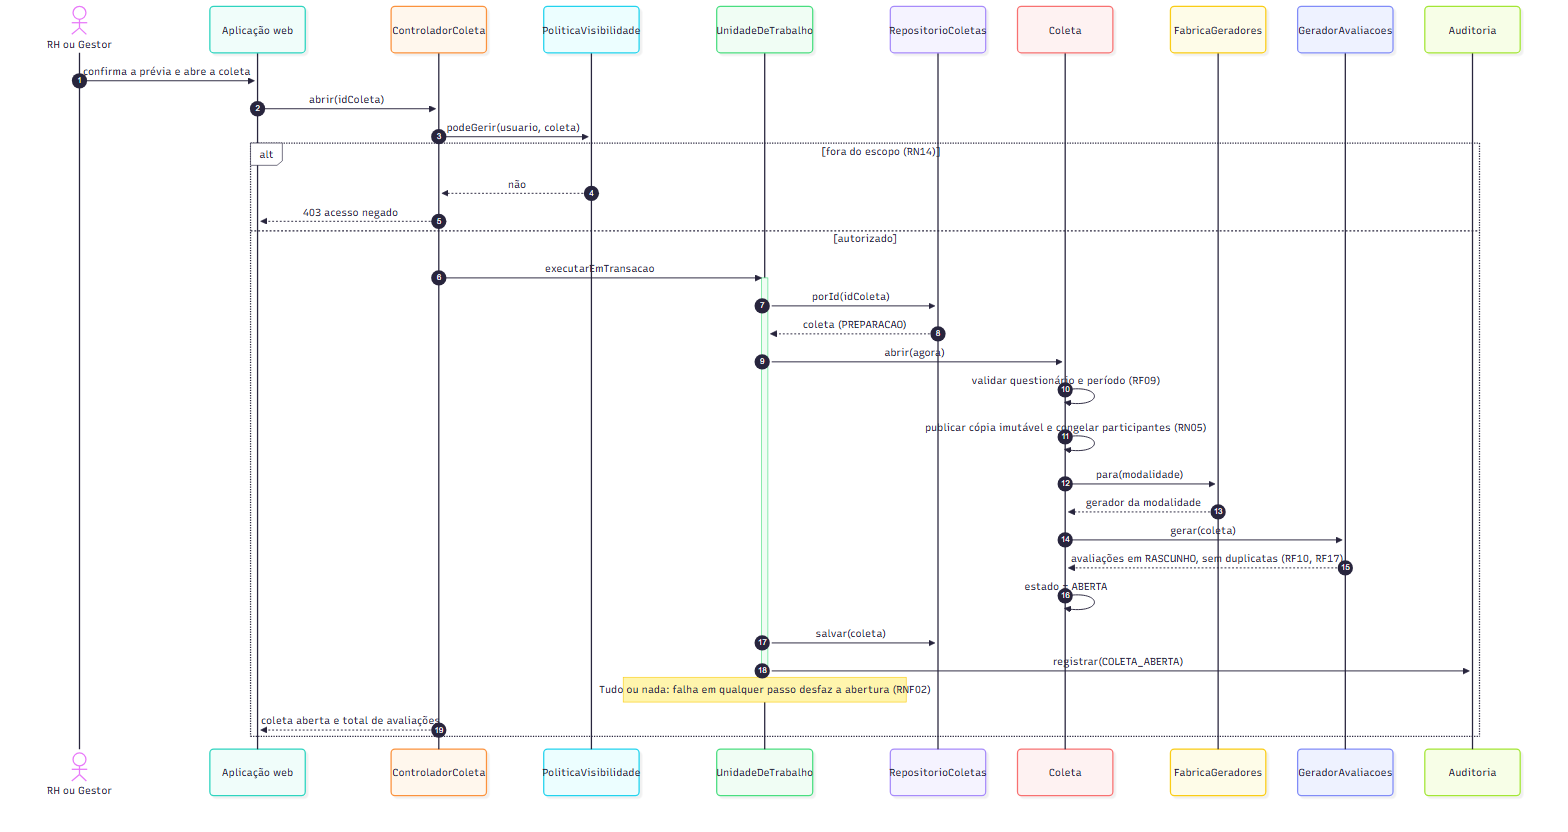 RH ou Gestor
Aplicação web
ControladorColeta
PoliticaVisibilidade
UnidadeDeTrabalho
RepositorioColetas
Coleta
FabricaGeradores
GeradorAvaliacoes
Auditoria
1 confirma a prévia e abre a coleta
2 abrir(idColeta)
3 podeGerir(usuario, coleta)
alt [fora do escopo (RN14)]
não 4
403 acesso negado 5
[autorizado]
6 executarEmTransacao
7 porId(idColeta)
coleta (PREPARACAO) 8
9 abrir(agora)
validar questionário e período (RF09)
10
publicar cópia imutável e congelar participantes (RN05)
11
12 para(modalidade)
gerador da modalidade 13
14 gerar(coleta)
avaliações em RASCUNHO, sem duplicatas (RF10, RF17) 15
estado = ABERTA
16
17 salvar(coleta)
18 registrar(COLETA_ABERTA)
Tudo ou nada: falha em qualquer passo desfaz a abertura (RNF02)
coleta aberta e total de avaliações 19
RH ou Gestor
Aplicação web
ControladorColeta
PoliticaVisibilidade
UnidadeDeTrabalho
RepositorioColetas
Coleta
FabricaGeradores
GeradorAvaliacoes
Auditoria